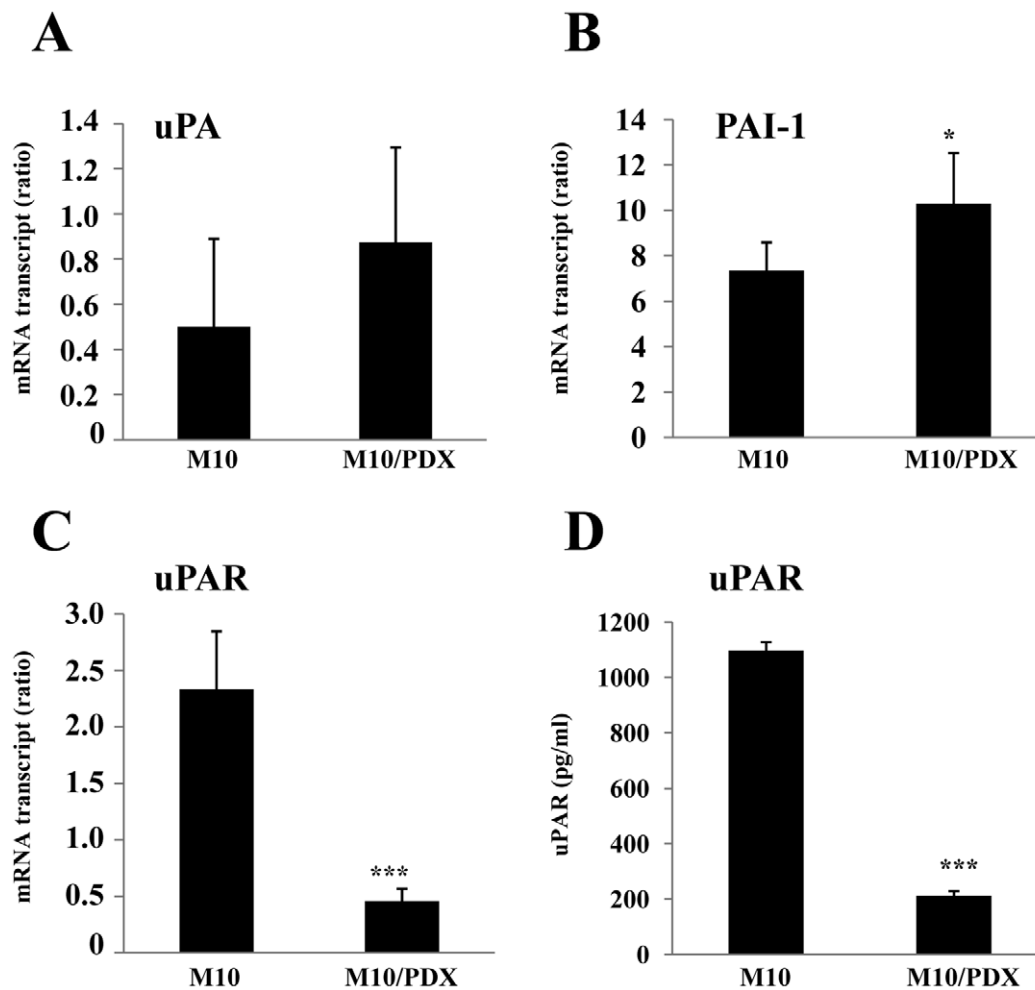 A
uPA
mRNA transcript (ratio)
1.4
1.2
1.0
0.8
0.6
0.4
0.2
0
M10
M10/PDX
B
PAI-1
*
mRNA transcript (ratio)
14
12
10
8
6
4
2
0
M10
M10/PDX
C
uPAR
mRNA transcript (ratio)
3.0
2.5
2.0
1.5
1.0
0.5
0
***
M10
M10/PDX
D
uPAR
uPAR (pg/ml)
1200
1000
800
600
400
200
0
***
M10
M10/PDX